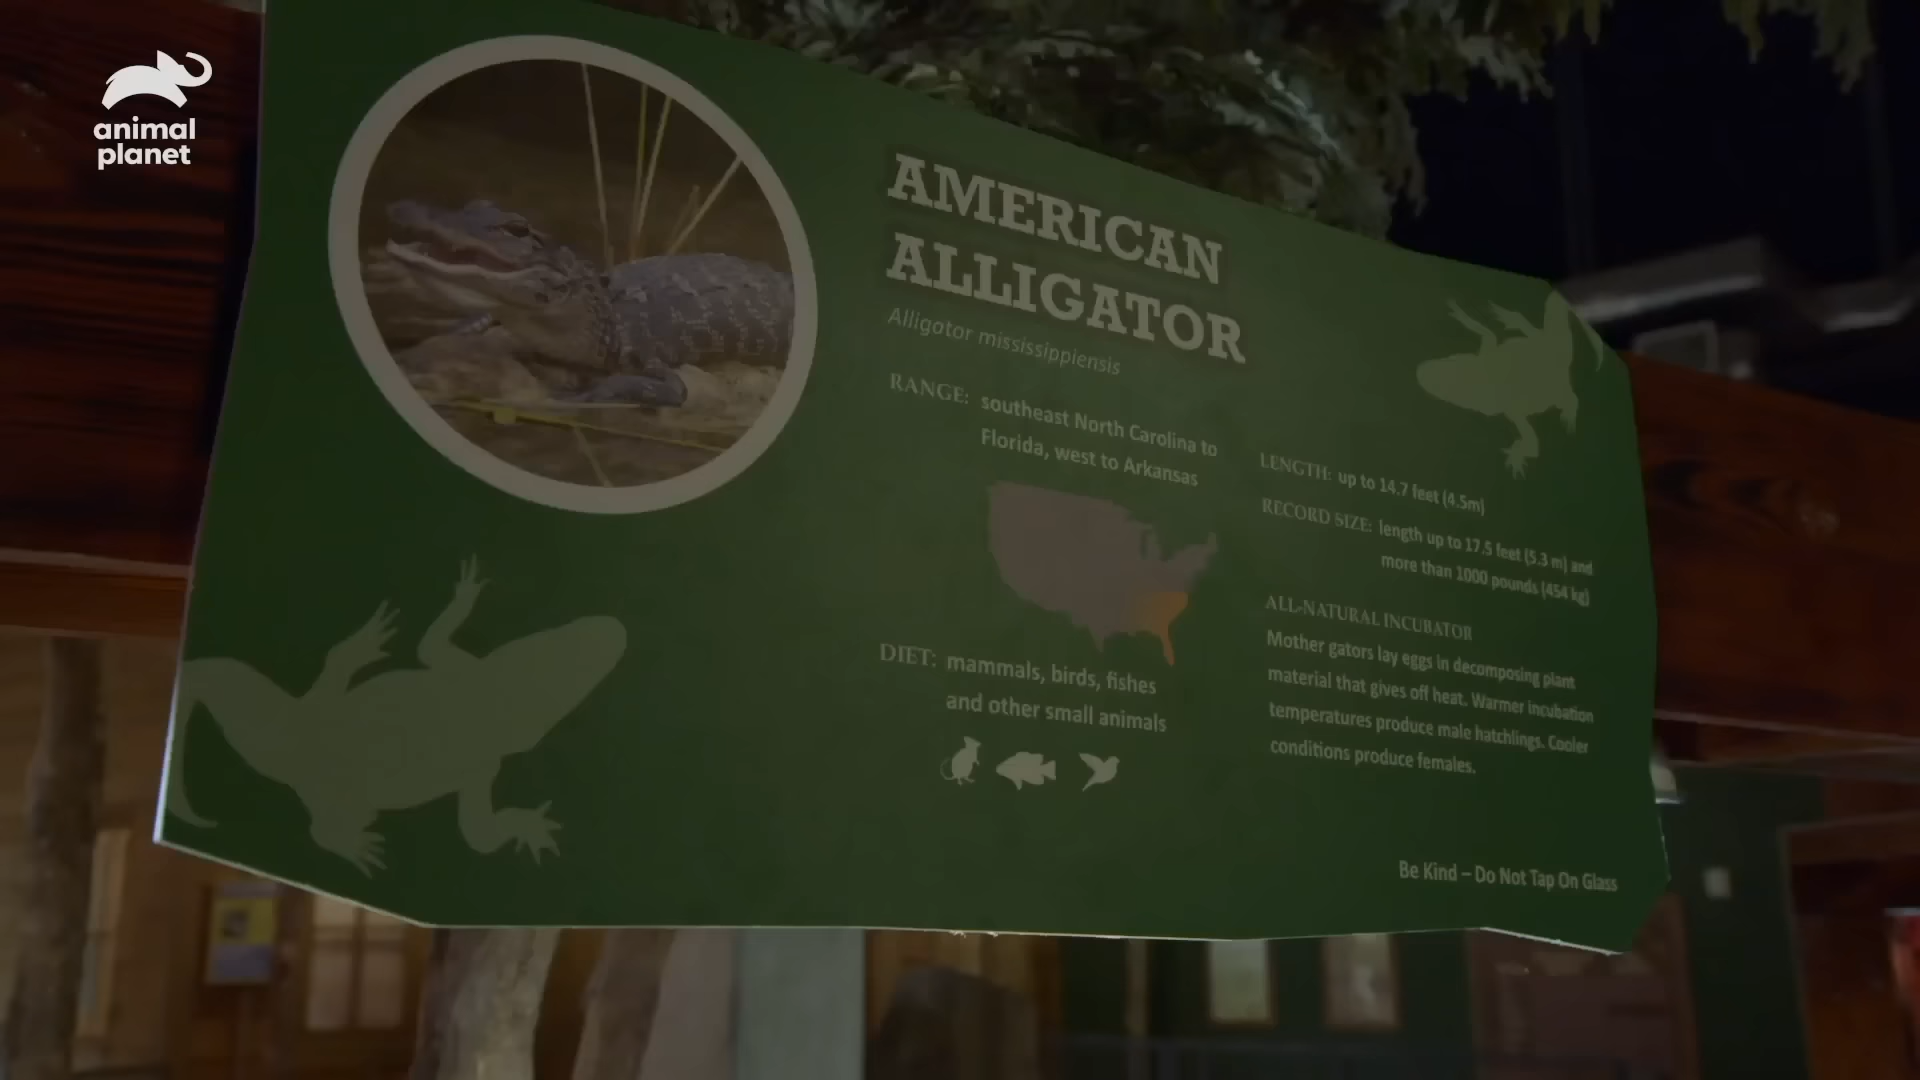 animal
planet
AMERICAN
ALLIGATOR
Alligator mississippiensis
RANGE: southeast North Carolina to
Florida, west to Arkansas
DIET: mammals, birds, fishes
and other small animals
LENGTH: up to 14.7 feet (4.5m)
RECORD SIZE: length up to 17.5 feet (5.3 m) and
more than 1000 pounds (454 kg)
ALL-NATURAL INCUBATOR
Mother gators lay eggs in decomposing plant
material that gives off heat. Warmer incubation
temperatures produce male hatchlings. Cooler
conditions produce females.
Be Kind – Do Not Tap On Glass